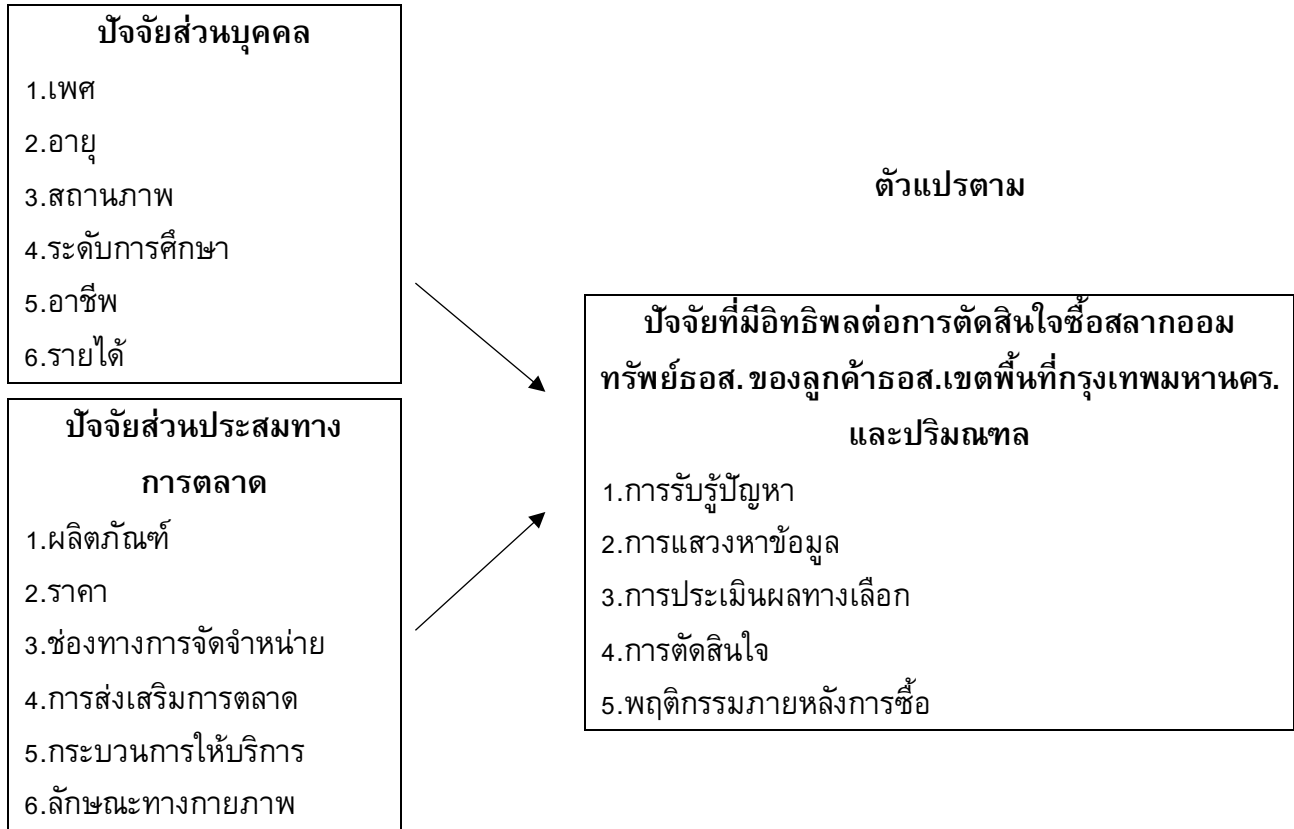 ปัจจัยส่วนบุคคล
1.เพศ
2.อายุ
3.สถานภาพ
4.ระดับการศึกษา
5.อาชีพ
6.รายได้
ปัจจัยส่วนประสมทาง
การตลาด
1.ผลิตภัณฑ์
2.ราคา
3.ช่องทางการจัดจำหน่าย
4.การส่งเสริมการตลาด
5.กระบวนการให้บริการ
6.ลักษณะทางกายภาพ
ตัวแปรตาม
ปัจจัยที่มีอิทธิพลต่อการตัดสินใจซื้อสลากออม
ทรัพย์ธอส. ของลูกค้าธอส.เขตพื้นที่กรุงเทพมหานคร.
และปริมณฑล
1.การรับรู้ปัญหา
2.การแสวงหาข้อมูล
3.การประเมินผลทางเลือก
4.การตัดสินใจ
5.พฤติกรรมภายหลังการซื้อ